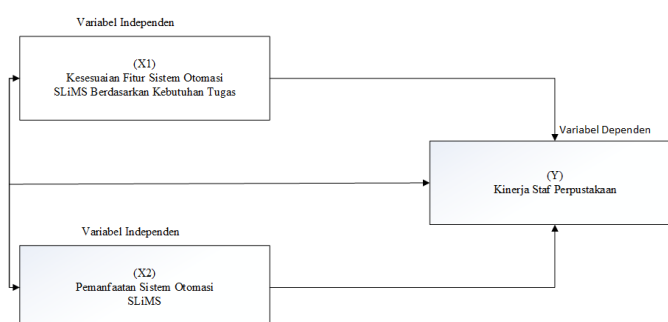 Variabel Independen
(X1)
Kesesuaian Fitur Sistem Otomasi
SLiMS Berdasarkan Kebutuhan Tugas
Variabel Dependen
(Y)
Kinerja Staf Perpustakaan
Variabel Independen
(X2)
Pemanfaatan Sistem Otomasi
SLiMS